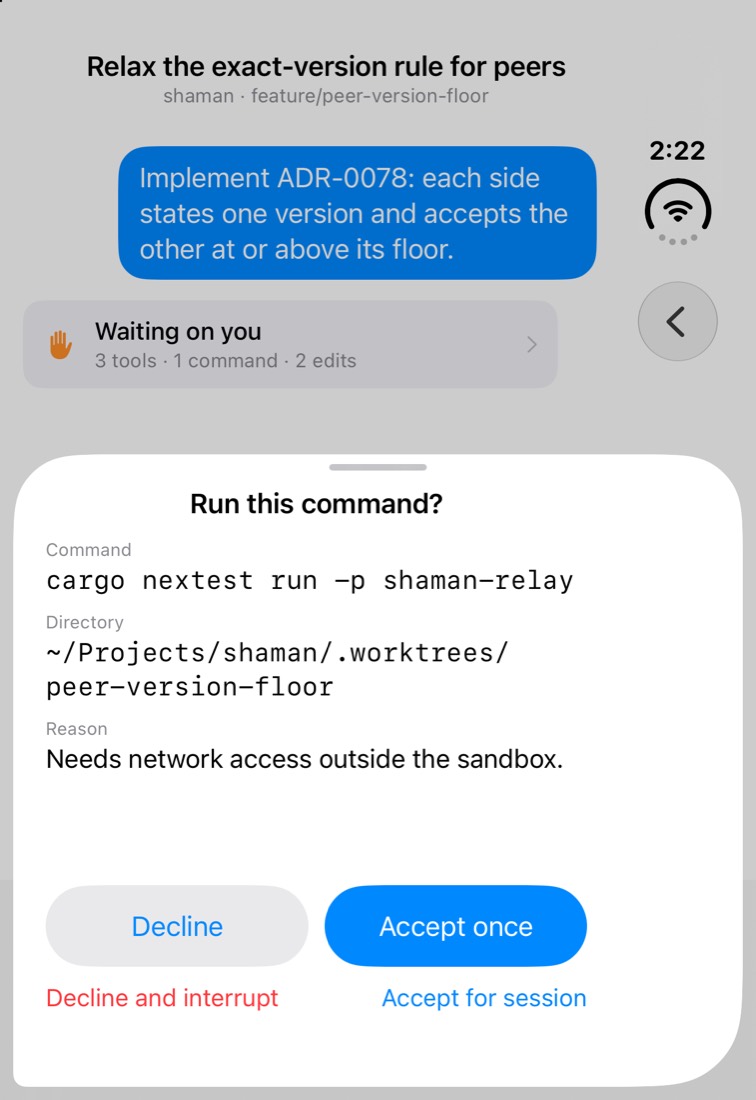 Relax the exact-version rule for peers
shaman · feature/peer-version-floor
2:22
Implement ADR-0078: each side
states one version and accepts the
other at or above its floor.
Waiting on you
3 tools · 1 command · 2 edits
Run this command?
Command
cargo nextest run -p shaman-relay
Directory
~/Projects/shaman/.worktrees/
peer-version-floor
Reason
Needs network access outside the sandbox.
Decline
Accept once
Decline and interrupt
Accept for session